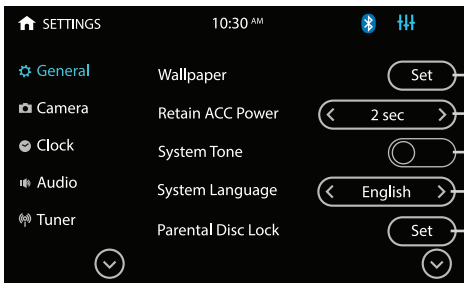 SETTINGS 10:30 AM
General
Camera
Clock
Audio
Tuner
Wallpaper Set
Retain ACC Power 2 sec
System Tone
System Language English
Parental Disc Lock Set